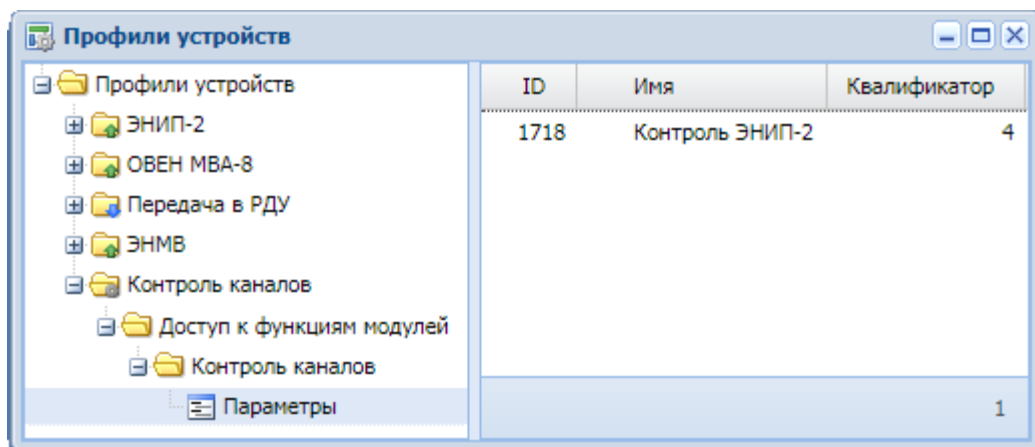 Профили устройств
Профили устройств
ЭНИП-2
ОВЕН МВА-8
Передача в РДУ
ЭНМВ
Контроль каналов
Доступ к функциям модулей
Контроль каналов
Параметры
ID Имя Квалификатор
1718 Контроль ЭНИП-2 4
1